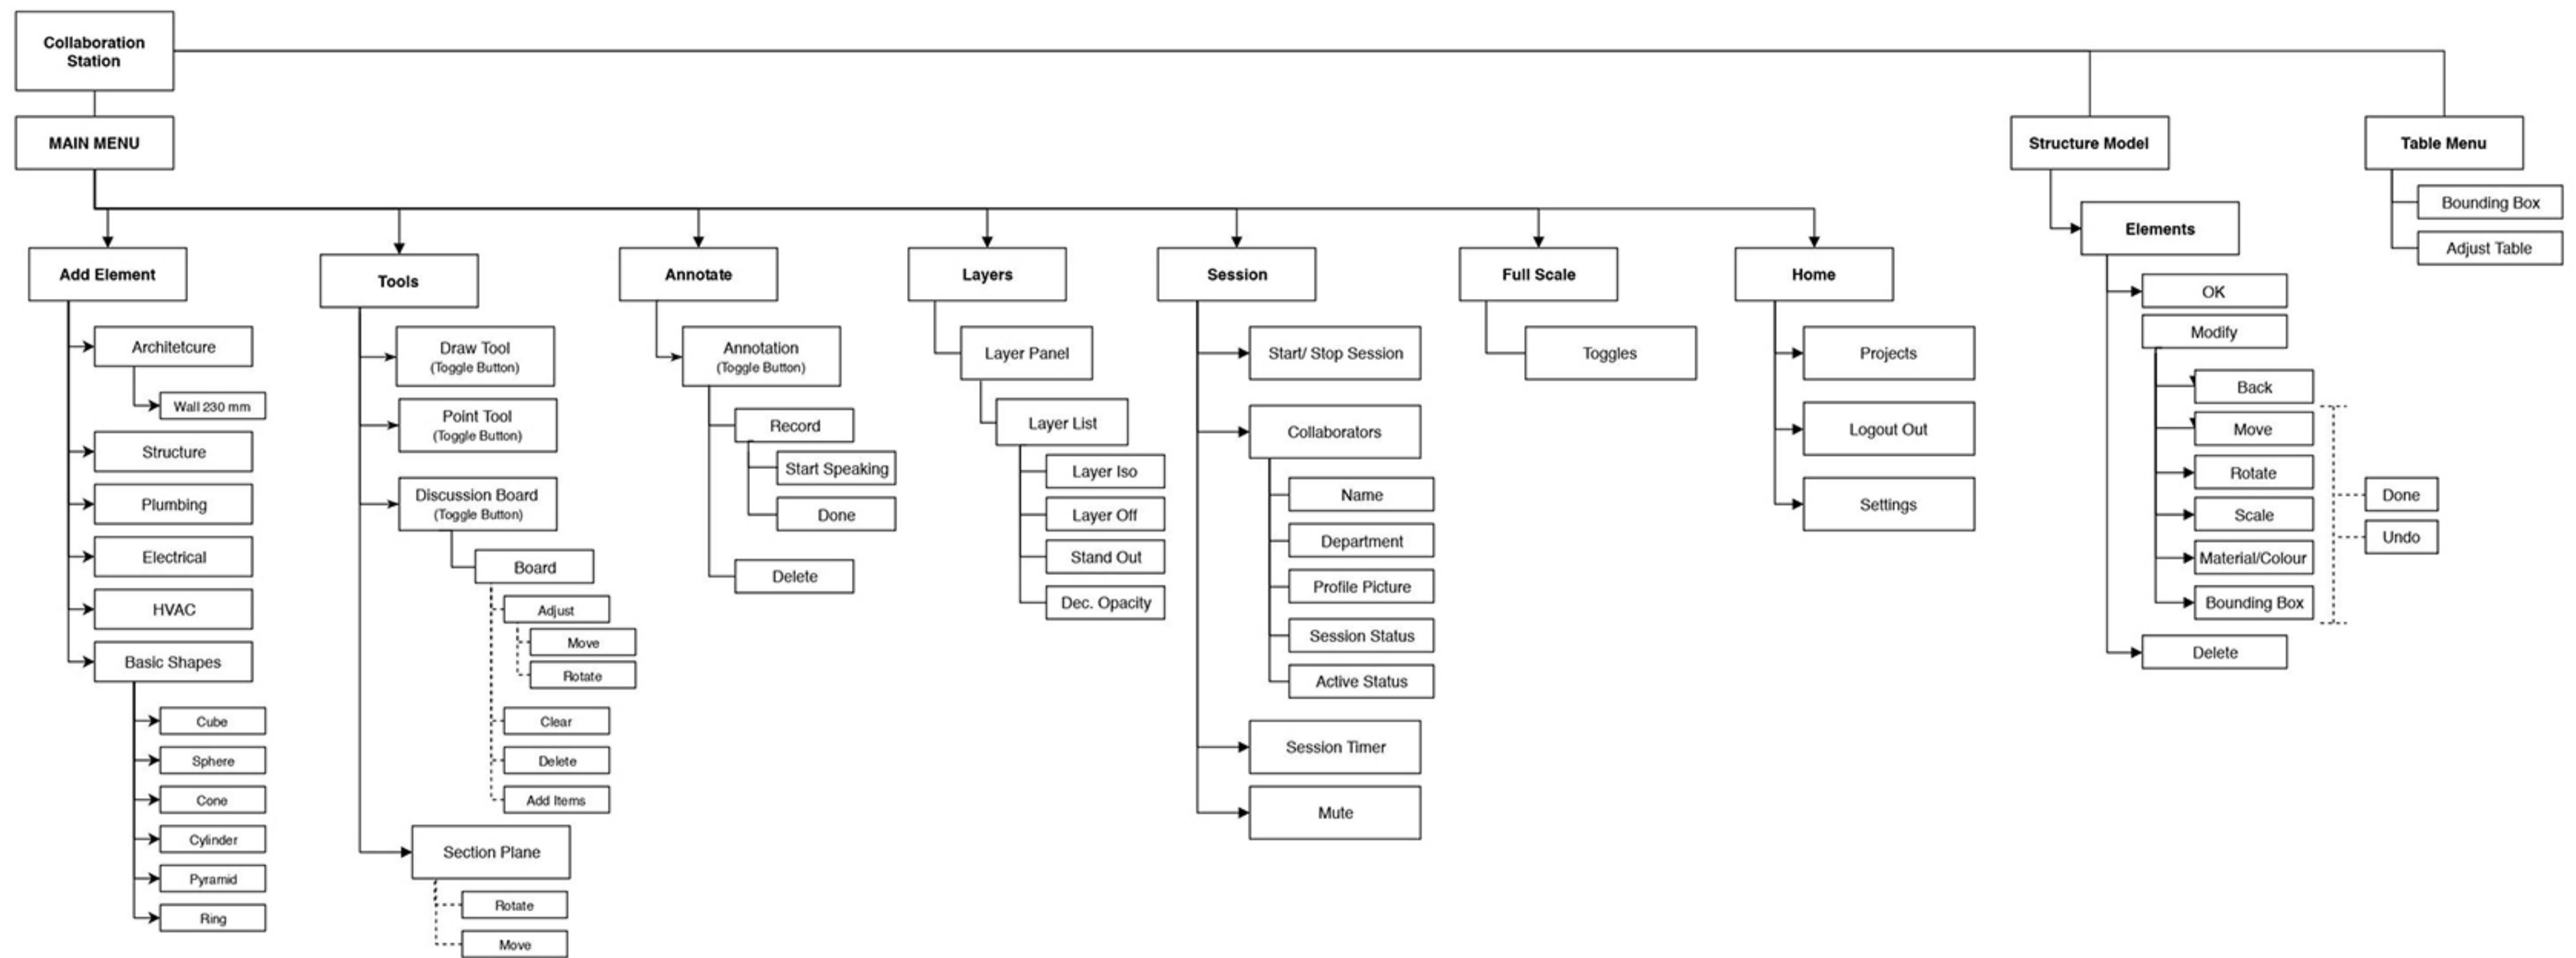 Collaboration
Station
MAIN MENU
Add Element
Architetcure
Wall 230 mm
Structure
Plumbing
Electrical
HVAC
Basic Shapes
Cube
Sphere
Cone
Cylinder
Pyramid
Ring
Tools
Draw Tool
(Toggle Button)
Point Tool
(Toggle Button)
Discussion Board
(Toggle Button)
Board
Adjust
Move
Rotate
Clear
Delete
Add Items
Section Plane
Rotate
Move
Annotate
Annotation
(Toggle Button)
Record
Start Speaking
Done
Delete
Layers
Layer Panel
Layer List
Layer Iso
Layer Off
Stand Out
Dec. Opacity
Session
Start/ Stop Session
Collaborators
Name
Department
Profile Picture
Session Status
Active Status
Session Timer
Mute
Full Scale
Toggles
Home
Projects
Logout Out
Settings
Structure Model
Elements
OK
Modify
Back
Move
Rotate
Scale
Material/Colour
Bounding Box
Done
Undo
Delete
Table Menu
Bounding Box
Adjust Table